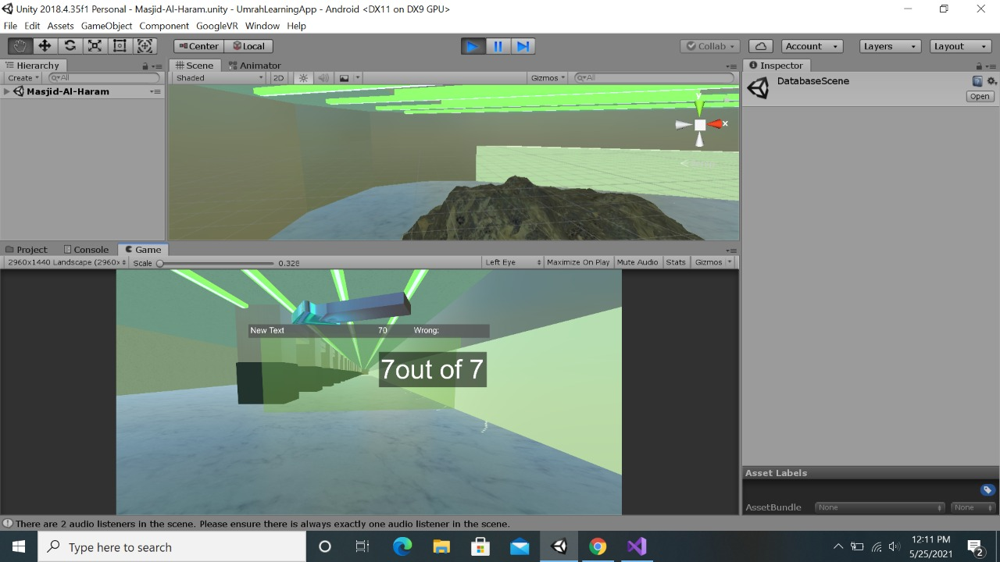 Unity 2018.4.35f1 Personal - Masjid-Al-Haram.unity - UmrahLearningApp - Android <DX11 on DX9 GPU>
File Edit Assets GameObject Component GoogleVR Window Help
Center Local Collab Account Layers Layout
Hierarchy Scene Animator Inspector
Create All Shaded 2D Gizmos All
Masjid-Al-Haram
DatabaseScene
Open
y
x
Project Console Game
2960x1440 Landscape (2960x Scale 0.328 Left Eye Maximize On Play Mute Audio Stats Gizmos
New Text 70 Wrong:
7out of 7
Asset Labels
AssetBundle None None
There are 2 audio listeners in the scene. Please ensure there is always exactly one audio listener in the scene.
Type here to search
12:11 PM
5/25/2021
2